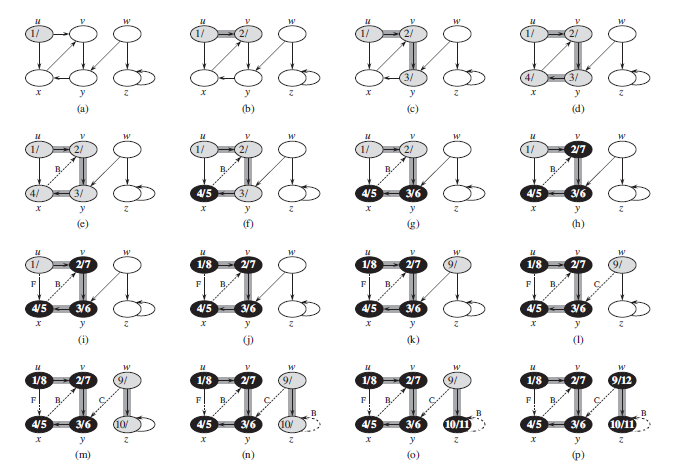 u v w u v w u v w u v w
1/ 1/ 2/ 1/ 2/ 1/ 2/
3/ 4/ 3/
x y z x y z x y z x y z
(a) (b) (c) (d)
u v w u v w u v w u v w
1/ 2/ 1/ 2/ 1/ 2/ 1/ 2/7
B B B B
4/ 3/ 4/5 3/ 4/5 3/6 4/5 3/6
x y z x y z x y z x y z
(e) (f) (g) (h)
u v w u v w u v w u v w
1/ 2/7 1/8 2/7 1/8 2/7 9/ 1/8 2/7 9/
F B F B F B F B C
4/5 3/6 4/5 3/6 4/5 3/6 4/5 3/6
x y z x y z x y z x y z
(i) (j) (k) (l)
u v w u v w u v w u v w
1/8 2/7 9/ 1/8 2/7 9/ 1/8 2/7 9/ 1/8 2/7 9/12
F B C F B C B F B C B F B C B
4/5 3/6 10/ 4/5 3/6 10/ 4/5 3/6 10/11 4/5 3/6 10/11
x y z x y z x y z x y z
(m) (n) (o) (p)